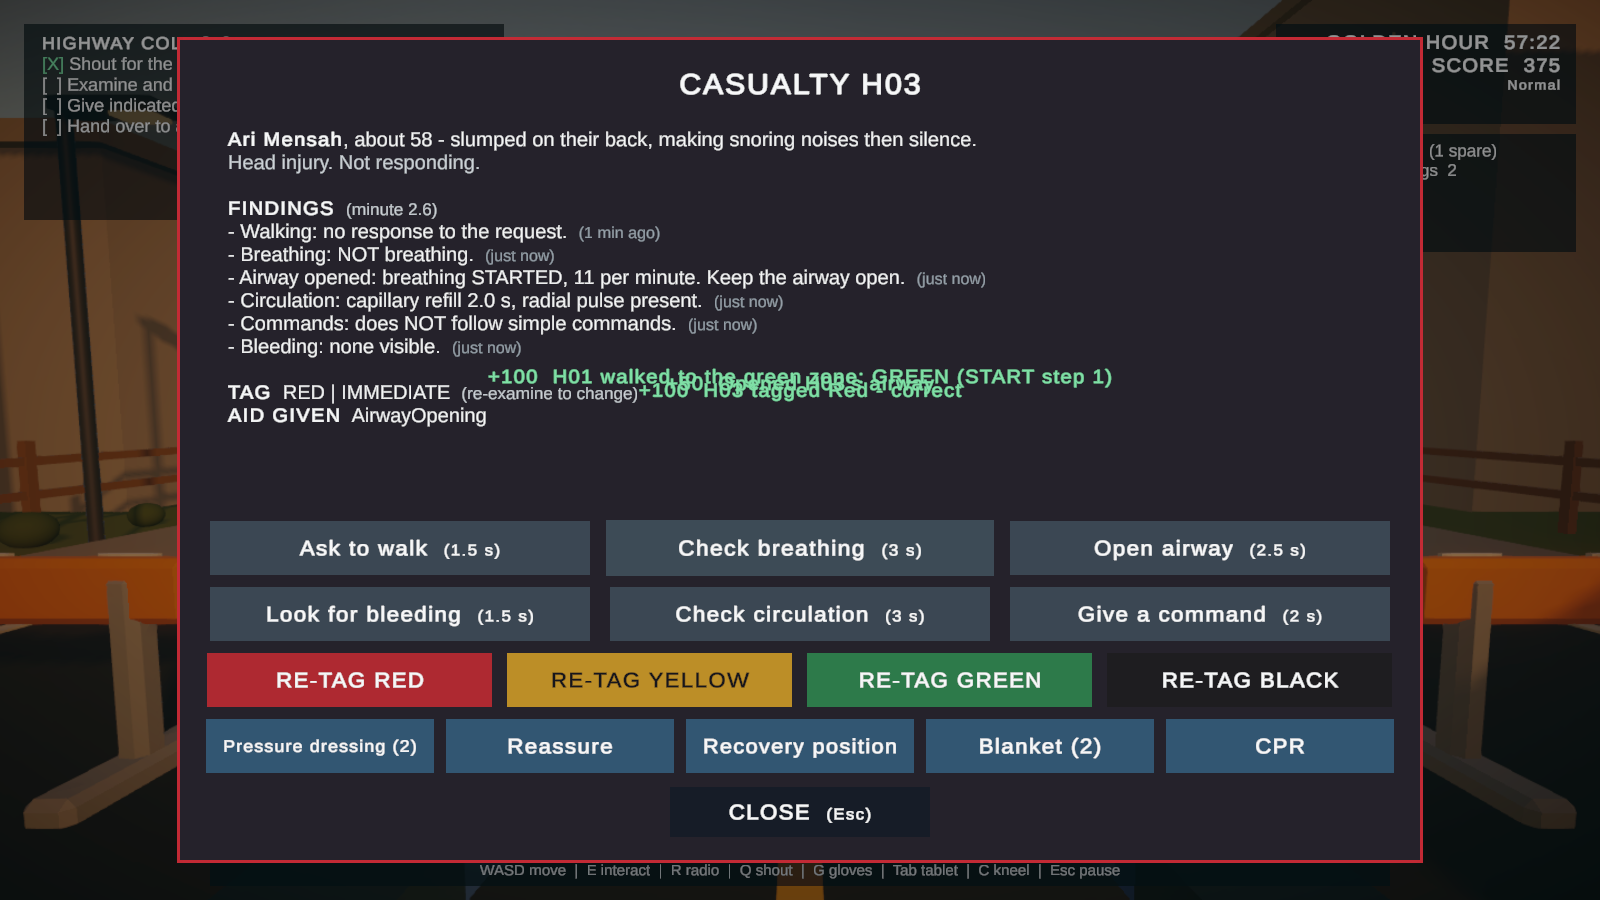 HIGHWAY COL
[X] Shout for the
[ ] Examine and
[ ] Give indicated
[ ] Hand over to
HOUR 57:22
SCORE 375
Normal
(1 spare)
gs 2
CASUALTY H03
Ari Mensah, about 58 - slumped on their back, making snoring noises then silence.
Head injury. Not responding.
FINDINGS (minute 2.6)
- Walking: no response to the request. (1 min ago)
- Breathing: NOT breathing. (just now)
- Airway opened: breathing STARTED, 11 per minute. Keep the airway open. (just now)
- Circulation: capillary refill 2.0 s, radial pulse present. (just now)
- Commands: does NOT follow simple commands. (just now)
- Bleeding: none visible. (just now)
+100 H01 walked to the green zone: GREEN (START step 1)
Opened H03's airway
+100 H03 tagged Red - correct
TAG RED | IMMEDIATE (re-examine to change)
AID GIVEN AirwayOpening
Ask to walk (1.5 s)
Check breathing (3 s)
Open airway (2.5 s)
Look for bleeding (1.5 s)
Check circulation (3 s)
Give a command (2 s)
RE-TAG RED
RE-TAG YELLOW
RE-TAG GREEN
RE-TAG BLACK
Pressure dressing (2)
Reassure
Recovery position
Blanket (2)
CPR
CLOSE (Esc)
WASD move | E interact | R radio | Q shout | G gloves | Tab tablet | C kneel | Esc pause